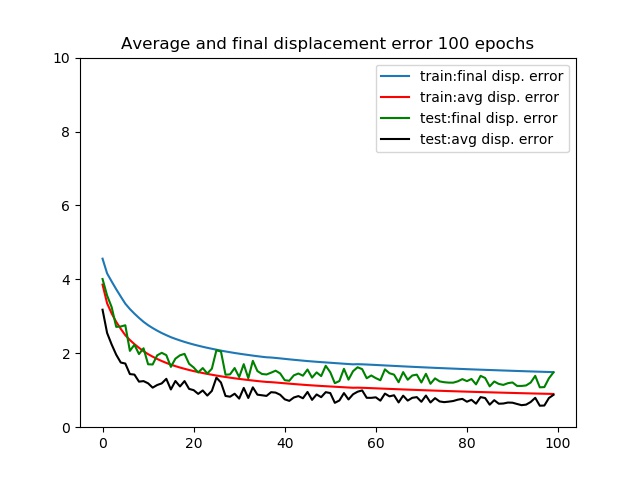 Average and final displacement error 100 epochs
10
8
6
4
2
0
train:final disp. error
train:avg disp. error
test:final disp. error
test:avg disp. error
0 20 40 60 80 100